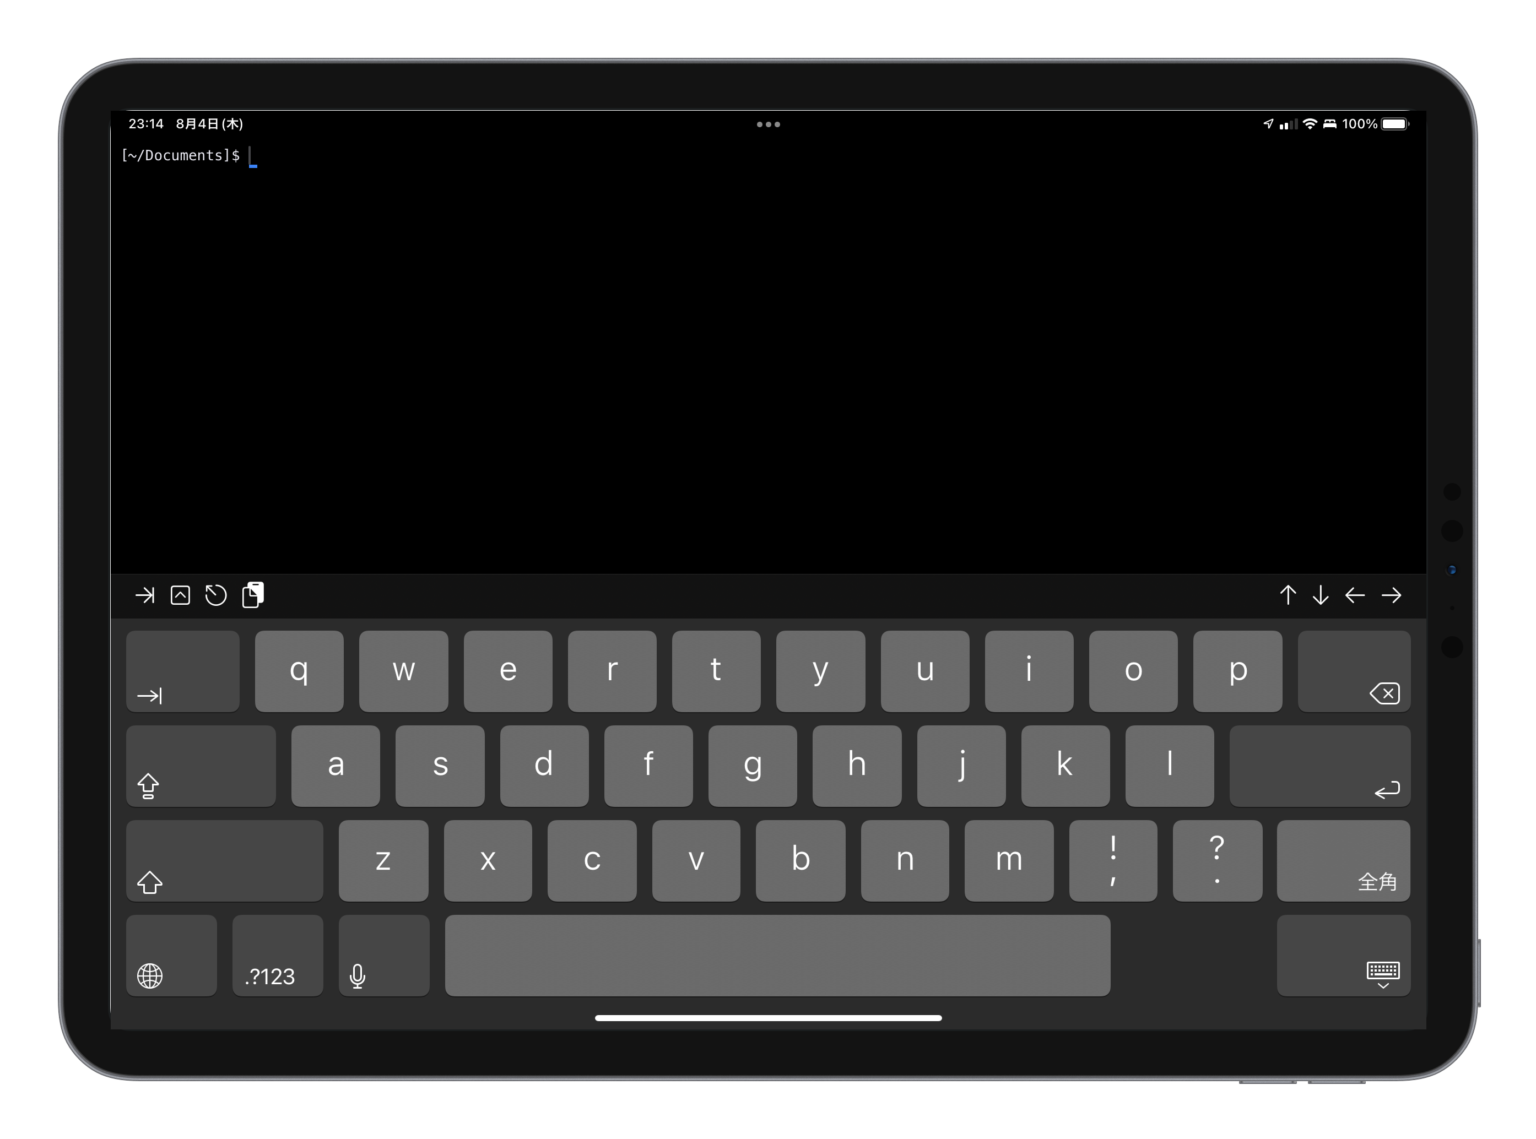 23:14 8月4日(木) 100%
[~/Documents]$
q w e r t y u i o p
a s d f g h j k l
z x c v b n m ! , ? . 全角
.?123